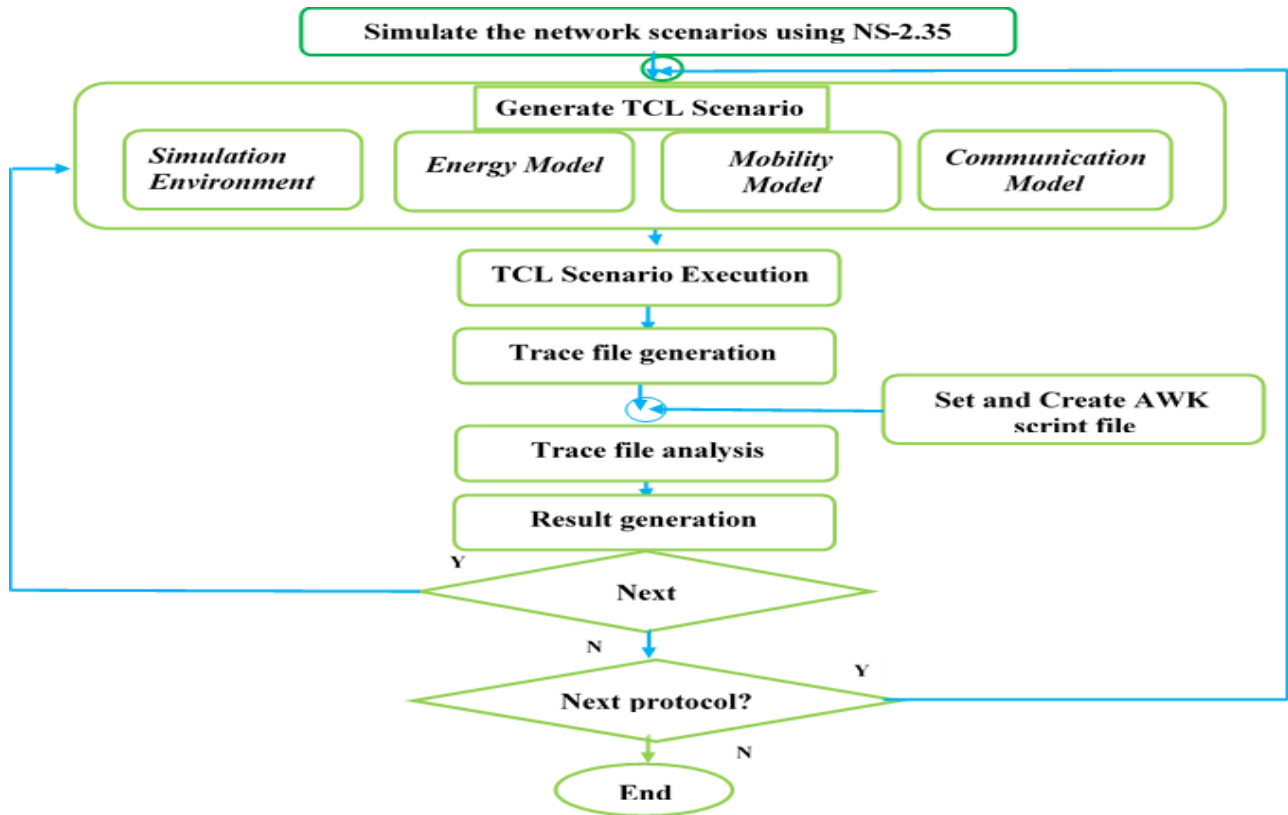 Simulate the network scenarios using NS-2.35
Generate TCL Scenario
Simulation
Environment
Energy Model
Mobility
Model
Communication
Model
TCL Scenario Execution
Trace file generation
Set and Create AWK
script file
Trace file analysis
Result generation
Y
Next
N
Y
Next protocol?
N
End